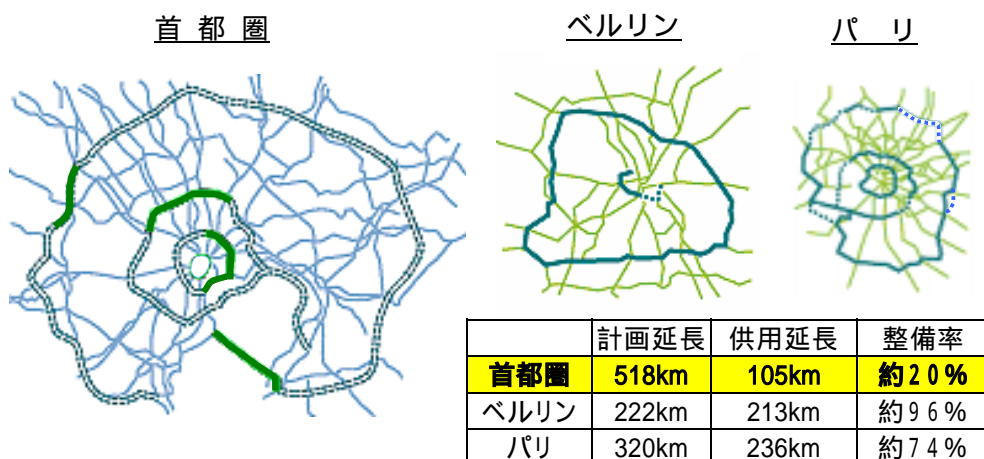 首 都 圏
ベルリン
パ リ
計画延長 供用延長 整備率
首都圏 518km 105km 約20%
ベルリン 222km 213km 約96%
パリ 320km 236km 約74%